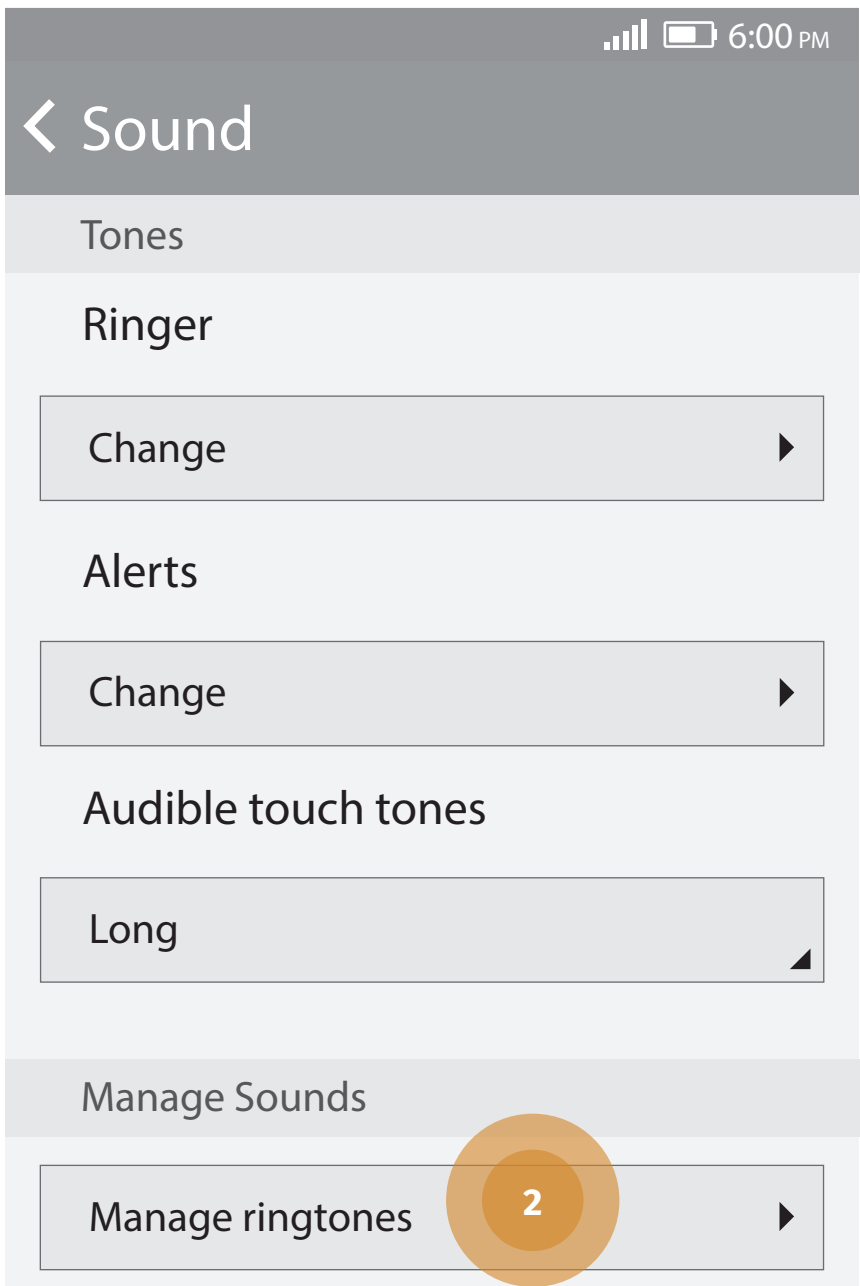 6:00 PM
Sound
Tones
Ringer
Change
Alerts
Change
Audible touch tones
Long
Manage Sounds
Manage ringtones
2